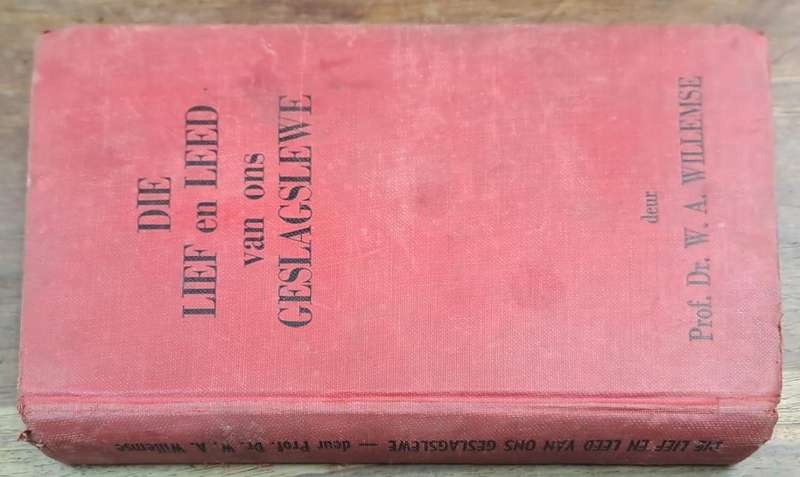 DIE
LIEF en LEED
van ons
GESLAGSLEWE
deur
Prof. Dr. W. A. WILLEMSE
DIE LIEF EN LEED VAN ONS GESLAGSLEWE — deur Prof. Dr. W. A. Willemse